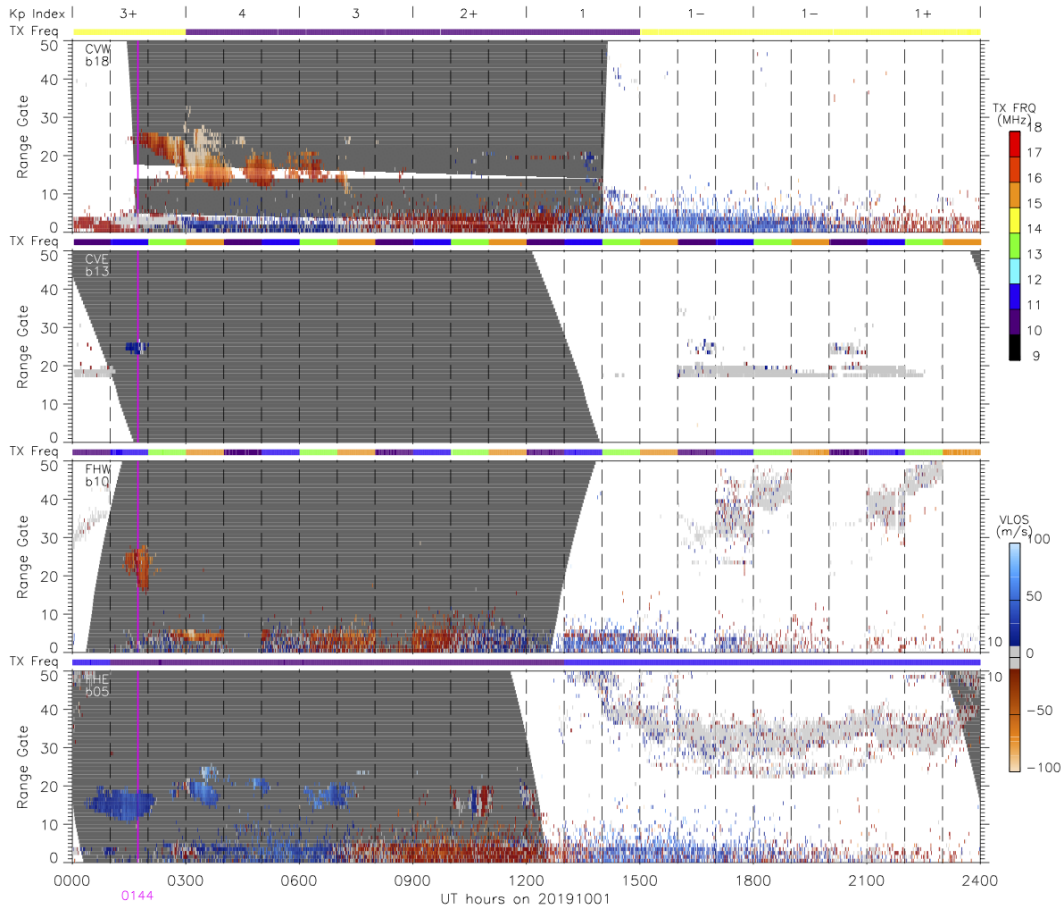 Kp Index 3+ 4 3 2+ 1 1- 1- 1+
TX Freq
CVW
b18
50
40
30
20
10
0
Range Gate
TX Freq
CVE
b13
50
40
30
20
10
0
Range Gate
TX Freq
FHW
b10
50
40
30
20
10
0
Range Gate
TX Freq
FHE
b05
50
40
30
20
10
0
Range Gate
0000 0300 0600 0900 1200 1500 1800 2100 2400
0144
UT hours on 20191001
TX FRQ
(MHz)
18
17
16
15
14
13
12
11
10
9
VLOS
(m/s)
100
50
10
0
10
-50
-100